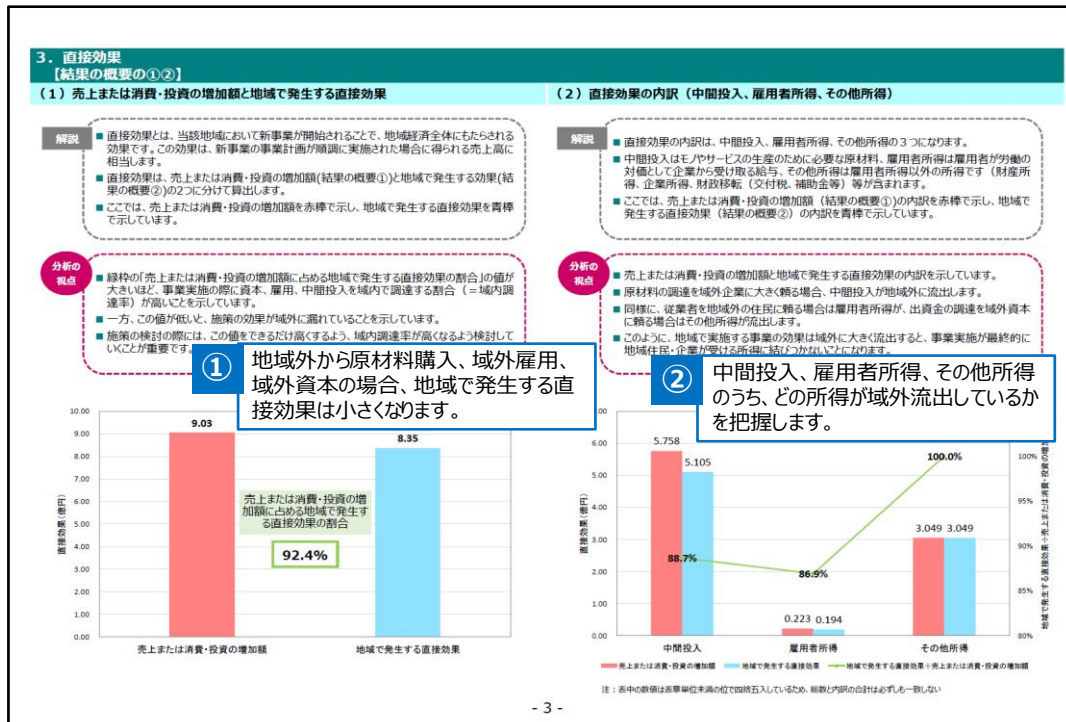 3．直接効果
【結果の概要の①②】
（1）売上または消費・投資の増加額と地域で発生する直接効果
解説
■ 直接効果とは、当該地域において新事業が開始されることで、地域経済全体にもたらされる
効果です。この効果は、新事業の事業計画が順調に実施された場合に得られる売上高に
相当します。
■ 直接効果は、売上または消費・投資の増加額(結果の概要①)と地域で発生する効果(結
果の概要②)の2つに分けて算出します。
■ ここでは、売上または消費・投資の増加額を赤棒で示し、地域で発生する直接効果を青棒
で示しています。
分析の
視点
■ 緑枠の「売上または消費・投資の増加額に占める地域で発生する直接効果の割合」の値が
大きいほど、事業実施の際に資本、雇用、中間投入を域内で調達する割合（＝域内調
達率）が高いことを示しています。
■ 一方、この値が低いと、施策の効果が域外に漏れていることを示しています。
■ 施策の検討の際には、この値をできるだけ高くするよう、域内調達率が高くなるよう検討して
いくことが重要です。
① 地域外から原材料購入、域外雇用、
域外資本の場合、地域で発生する直
接効果は小さくなります。
直接効果(億円)
10.00
9.00
8.00
7.00
6.00
5.00
4.00
3.00
2.00
1.00
0.00
9.03
8.35
売上または消費・投資の増
加額に占める地域で発生す
る直接効果の割合
92.4%
売上または消費・投資の増加額
地域で発生する直接効果
（2）直接効果の内訳（中間投入、雇用者所得、その他所得）
解説
■ 直接効果の内訳は、中間投入、雇用者所得、その他所得の３つになります。
■ 中間投入はモノやサービスの生産のために必要な原材料、雇用者所得は雇用者が労働の
対価として企業から受け取る給与、その他所得は雇用者所得以外の所得です（財産所
得、企業所得、財政移転（交付税、補助金等）等が含まれます。
■ ここでは、売上または消費・投資の増加額（結果の概要①)の内訳を赤棒で示し、地域で
発生する直接効果（結果の概要②）の内訳を青棒で示しています。
分析の
視点
■ 売上または消費・投資の増加額と地域で発生する直接効果の内訳を示しています。
■ 原材料の調達を域外企業に大きく頼る場合、中間投入が地域外に流出します。
■ 同様に、従業者を地域外の住民に頼る場合は雇用者所得が、出資金の調達を域外資本
に頼る場合はその他所得が流出します。
■ このように、地域で実施する事業の効果は域外に大きく流出すると、事業実施が最終的に
地域住民・企業が受ける所得に結びつかないことになります。
② 中間投入、雇用者所得、その他所得
のうち、どの所得が域外流出しているか
を把握します。
直接効果(億円)
6.00
5.00
4.00
3.00
2.00
1.00
0.00
5.758
5.105
88.7%
0.223 0.194
86.9%
3.049 3.049
100.0%
100%
95%
90%
85%
80%
地域で発生する直接効果÷売上または消費・投資の増加
中間投入
雇用者所得
その他所得
売上または消費・投資の増加額
地域で発生する直接効果
地域で発生する直接効果÷売上または消費・投資の増加額
注：表中の数値は表章単位未満の位で四捨五入しているため、総数と内訳の合計は必ずしも一致しない
- 3 -